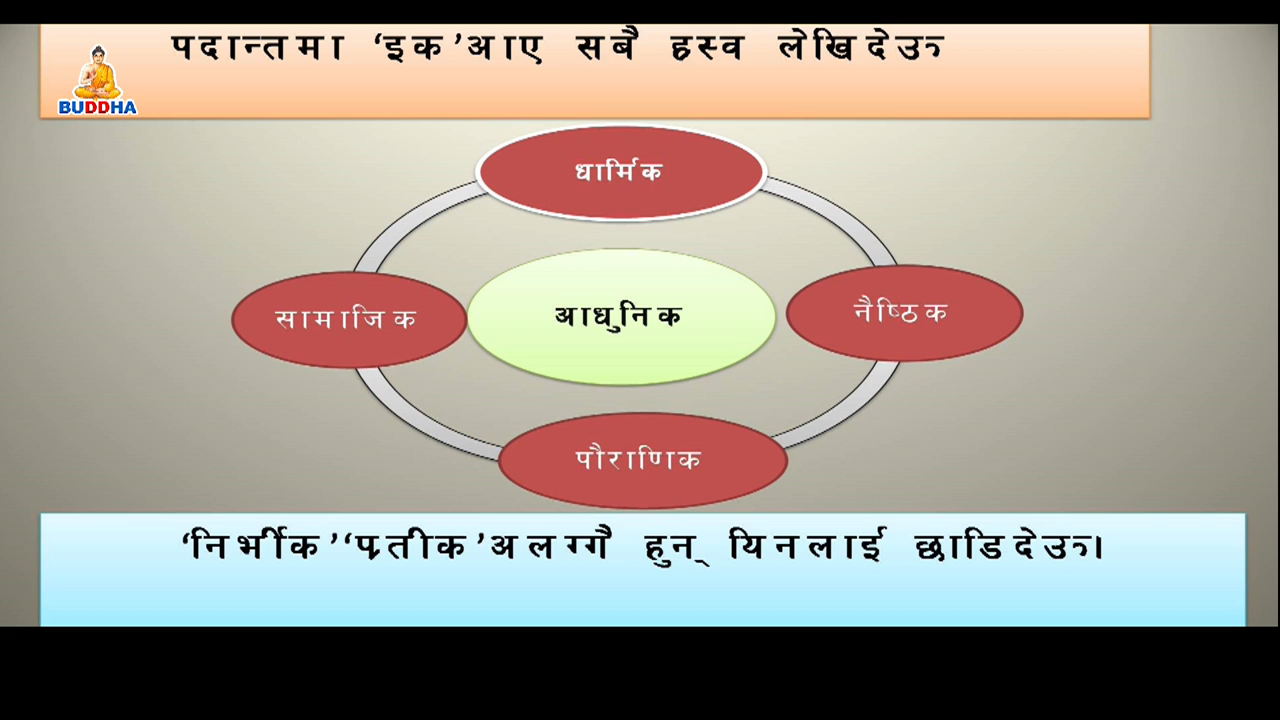 पदान्तमा ‘इक’आए सबै ह्रस्व लेखिदेऊ
BUDDHA
धार्मिक
सामाजिक
आधुनिक
नैष्ठिक
पौराणिक
‘निर्भीक’‘प्रतीक’अलग्गै हुन् यिनलाई छाडिदेऊ।